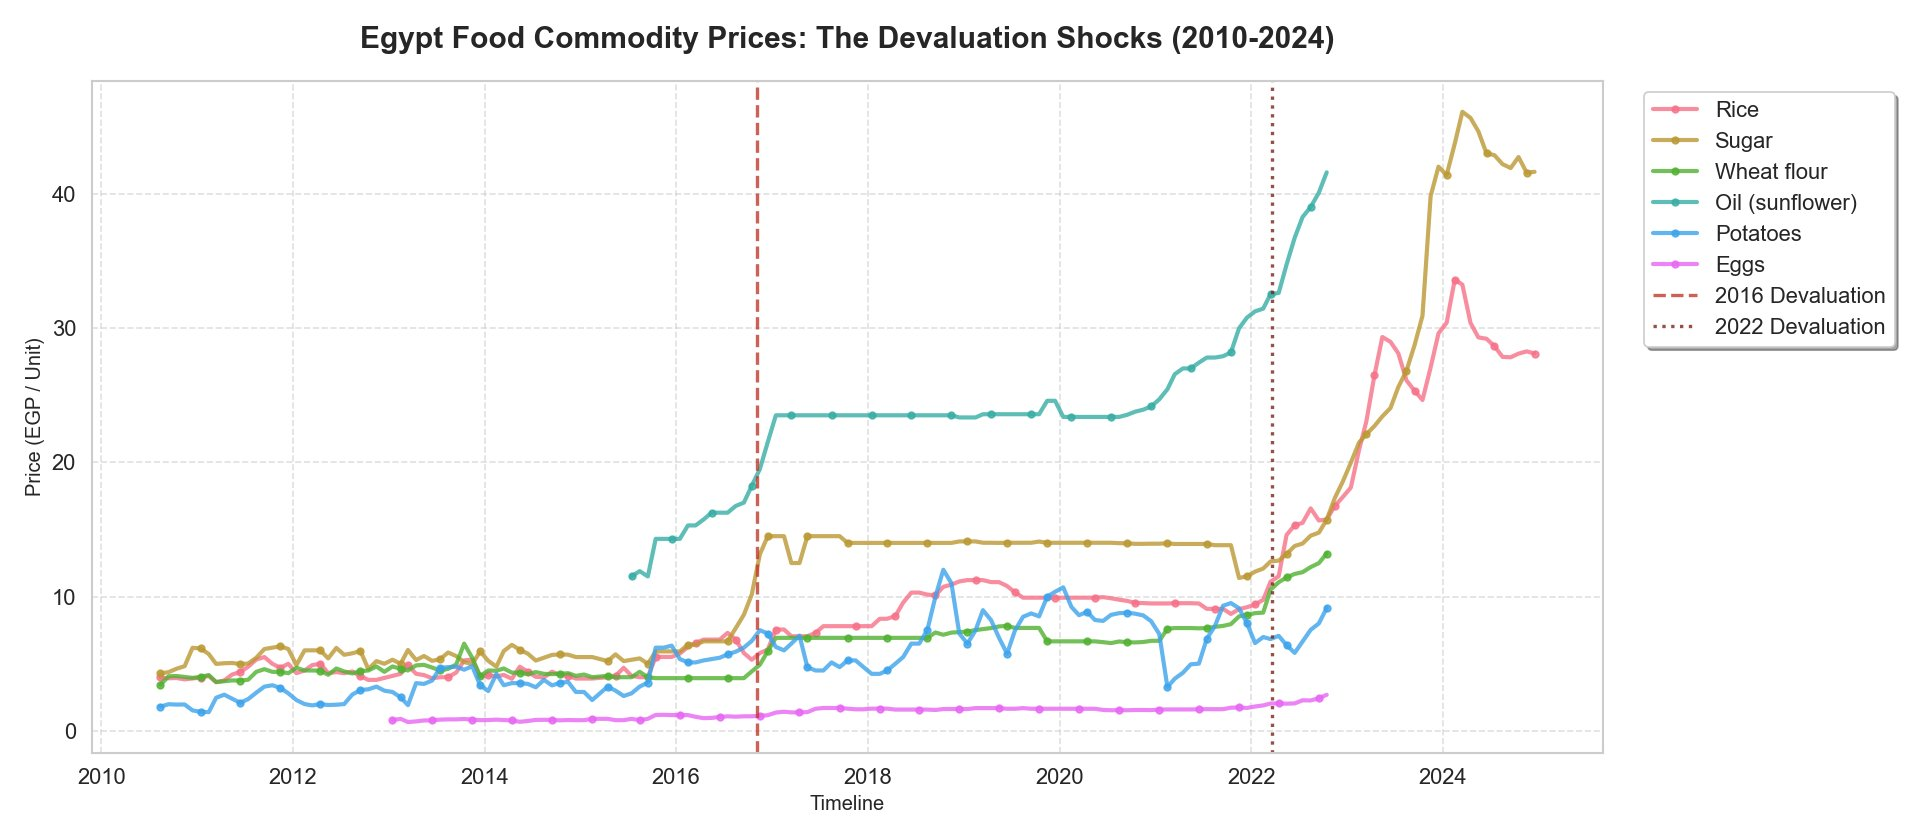 Egypt Food Commodity Prices: The Devaluation Shocks (2010-2024)
Price (EGP / Unit)
40
30
20
10
0
2010
2012
2014
2016
2018
2020
2022
2024
Timeline
Rice
Sugar
Wheat flour
Oil (sunflower)
Potatoes
Eggs
2016 Devaluation
2022 Devaluation